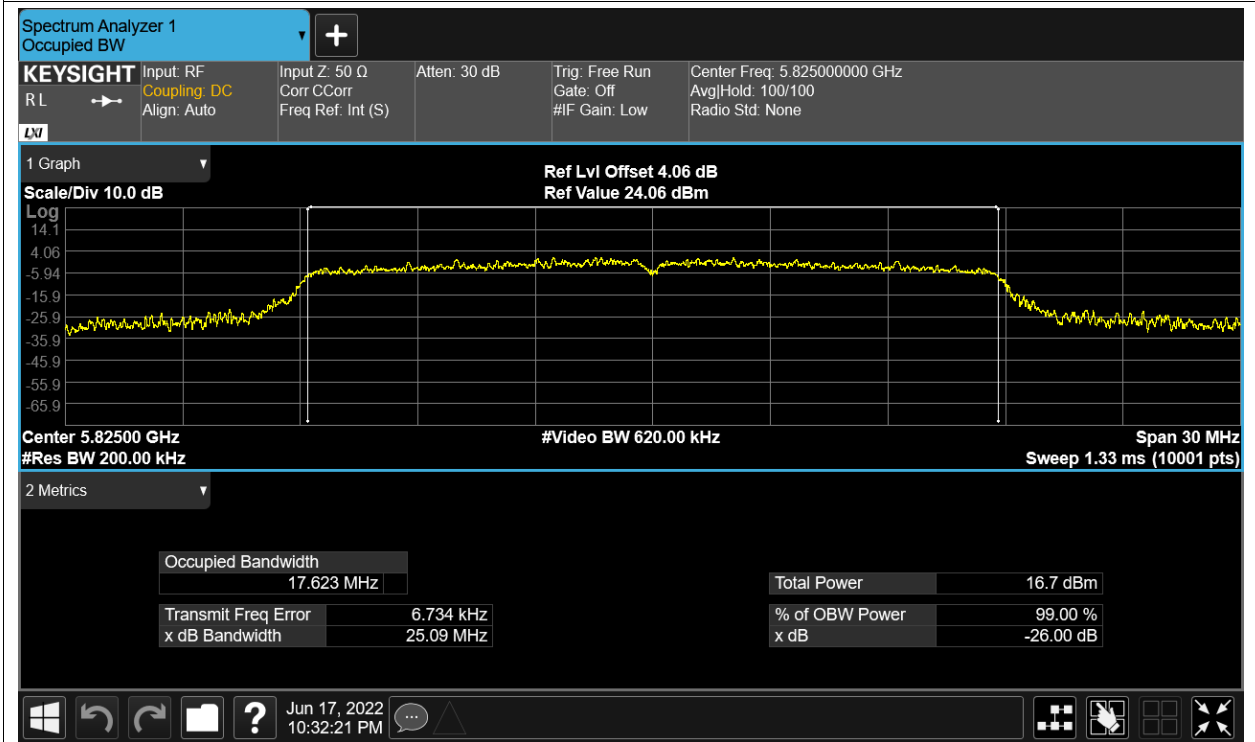 Spectrum Analyzer 1
Occupied BW
KEYSIGHT Input: RF Input Z: 50 Ω Atten: 30 dB Trig: Free Run Center Freq: 5.825000000 GHz
R L Coupling: DC Corr CCorr Gate: Off Avg|Hold: 100/100
Align: Auto Freq Ref: Int (S) #IF Gain: Low Radio Std: None
LXI
1 Graph
Ref Lvl Offset 4.06 dB
Scale/Div 10.0 dB Ref Value 24.06 dBm
Log
14.1
4.06
-5.94
-15.9
-25.9
-35.9
-45.9
-55.9
-65.9
Center 5.82500 GHz #Video BW 620.00 kHz Span 30 MHz
#Res BW 200.00 kHz Sweep 1.33 ms (10001 pts)
2 Metrics
Occupied Bandwidth
17.623 MHz Total Power 16.7 dBm
Transmit Freq Error 6.734 kHz % of OBW Power 99.00 %
x dB Bandwidth 25.09 MHz x dB -26.00 dB
? Jun 17, 2022
10:32:21 PM